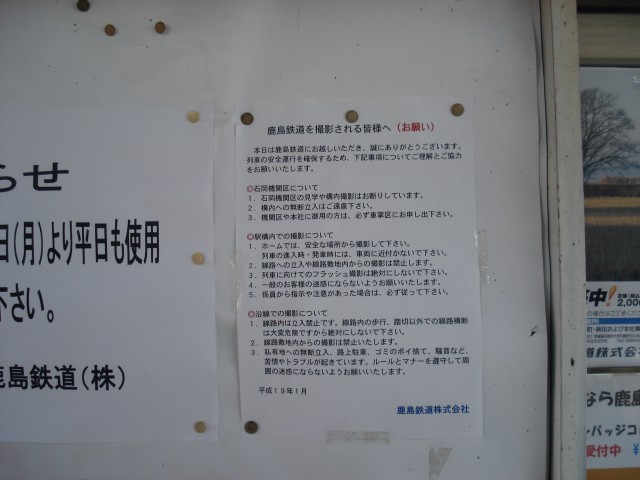 らせ
日(月)より平日も使用
下さい。
鹿島鉄道(株)
鹿島鉄道を撮影される皆様へ(お願い)
本日は鹿島鉄道にお越しいただき、誠にありがとうございます。
列車の安全運行を確保するため、下記事項についてご理解とご協力
をお願いいたします。
◎石岡機関区について
1．石岡機関区の見学や構内撮影はお断りしています。
2．構内への無断立入はご遠慮下さい。
3．機関区や本社に御用の方は、必ず車掌区にお申し出下さい。
◎駅構内での撮影について
1．ホームでは、安全な場所から撮影して下さい。
列車の進入時・発車時には、車両に近付かないで下さい。
2．線路への立入や線路敷地内からの撮影は禁止します。
3．列車に向けてのフラッシュ撮影は絶対にしないで下さい。
4．一般のお客様の迷惑にならないようお願いいたします。
5．係員から指示や注意があった場合は、必ず従って下さい。
◎沿線での撮影について
1．線路内は立入禁止です。線路内の歩行、踏切以外での線路横断
は大変危険ですから絶対にしないで下さい。
2．線路敷地内からの撮影は禁止いたします。
3．私有地への無断立入、路上駐車、ゴミのポイ捨て、騒音など、
苦情やトラブルが起きています。ルールとマナーを遵守して周
囲の迷惑にならないようお願いいたします。
平成19年1月
鹿島鉄道株式会社
中!
2,00
道株式会
なら鹿島
バッジコ
受付中 ¥